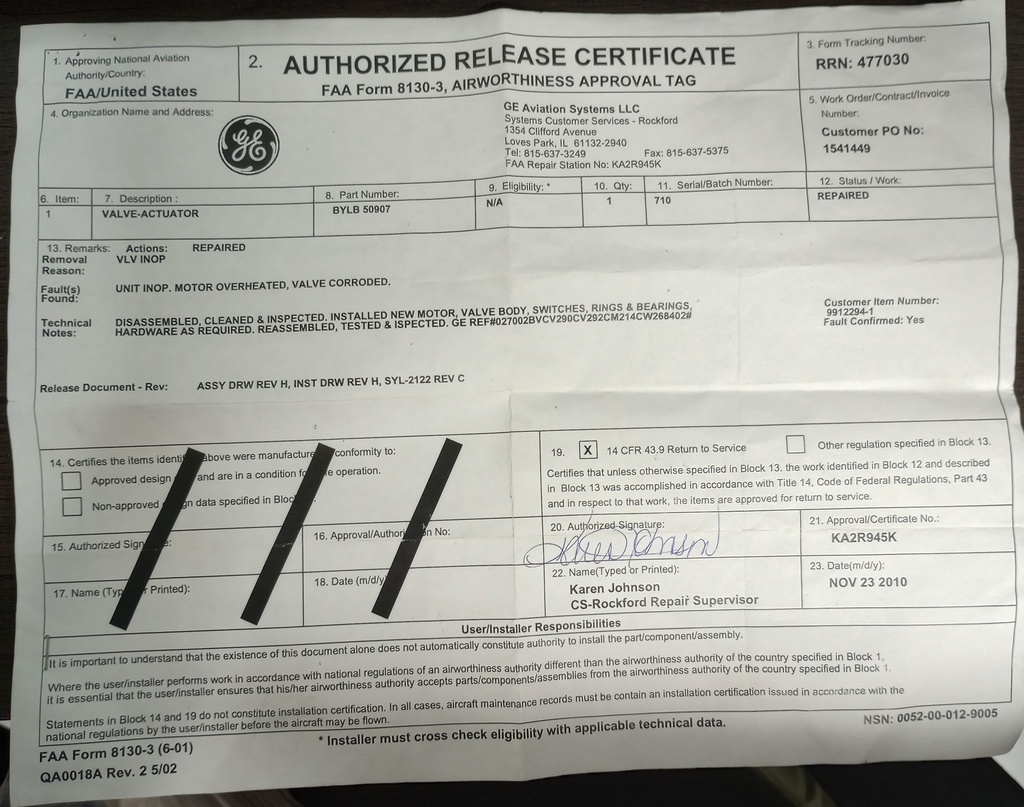 1. Approving National Aviation
Authority/Country:
FAA/United States
2. AUTHORIZED RELEASE CERTIFICATE
FAA Form 8130-3, AIRWORTHINESS APPROVAL TAG
3. Form Tracking Number:
RRN: 477030
4. Organization Name and Address:
GE
GE Aviation Systems LLC
Systems Customer Services - Rockford
1354 Clifford Avenue
Loves Park, IL 61132-2940
Tel: 815-637-3249 Fax: 815-637-5375
FAA Repair Station No: KA2R945K
5. Work Order/Contract/Invoice
Number:
Customer PO No:
1541449
6. Item: 7. Description : 8. Part Number: 9. Eligibility: * 10. Qty: 11. Serial/Batch Number: 12. Status / Work:
1 VALVE-ACTUATOR BYLB 50907 N/A 1 710 REPAIRED
13. Remarks: Actions: REPAIRED
Removal VLV INOP
Reason:
Fault(s) UNIT INOP. MOTOR OVERHEATED, VALVE CORRODED.
Found:
Technical DISASSEMBLED, CLEANED & INSPECTED. INSTALLED NEW MOTOR, VALVE BODY, SWITCHES, RINGS & BEARINGS,
Notes: HARDWARE AS REQUIRED. REASSEMBLED, TESTED & ISPECTED. GE REF#027002BVCV290CV292CM214CW268402#
Customer Item Number:
9912294-1
Fault Confirmed: Yes
Release Document - Rev: ASSY DRW REV H, INST DRW REV H, SYL-2122 REV C
14. Certifies the items above were conformity to:
Approved design and are in a condition operation.
Non-approved data specified in
15. Authorized
16. No:
17. Name Printed):
18. Date
19. X 14 CFR 43.9 Return to Service Other regulation specified in Block 13.
Certifies that unless otherwise specified in Block 13. the work identified in Block 12 and described
in Block 13 was accomplished in accordance with Title 14, Code of Federal Regulations, Part 43
and in respect to that work, the items are approved for return to service.
20. Authorized Signature:
Karen Johnson
21. Approval/Certificate No.:
KA2R945K
22. Name(Typed or Printed):
Karen Johnson
CS-Rockford Repair Supervisor
23. Date(m/d/y):
NOV 23 2010
User/Installer Responsibilities
It is important to understand that the existence of this document alone does not automatically constitute authority to install the part/component/assembly.
Where the user/installer performs work in accordance with national regulations of an airworthiness authority different than the airworthiness authority of the country specified in Block 1,
it is essential that the user/installer ensures that his/her airworthiness authority accepts parts/components/assemblies from the airworthiness authority of the country specified in Block 1.
Statements in Block 14 and 19 do not constitute installation certification. In all cases, aircraft maintenance records must be contain an installation certification issued in accordance with the
national regulations by the user/installer before the aircraft may be flown.
FAA Form 8130-3 (6-01)
* Installer must cross check eligibility with applicable technical data.
NSN: 0052-00-012-9005
QA0018A Rev. 2 5/02